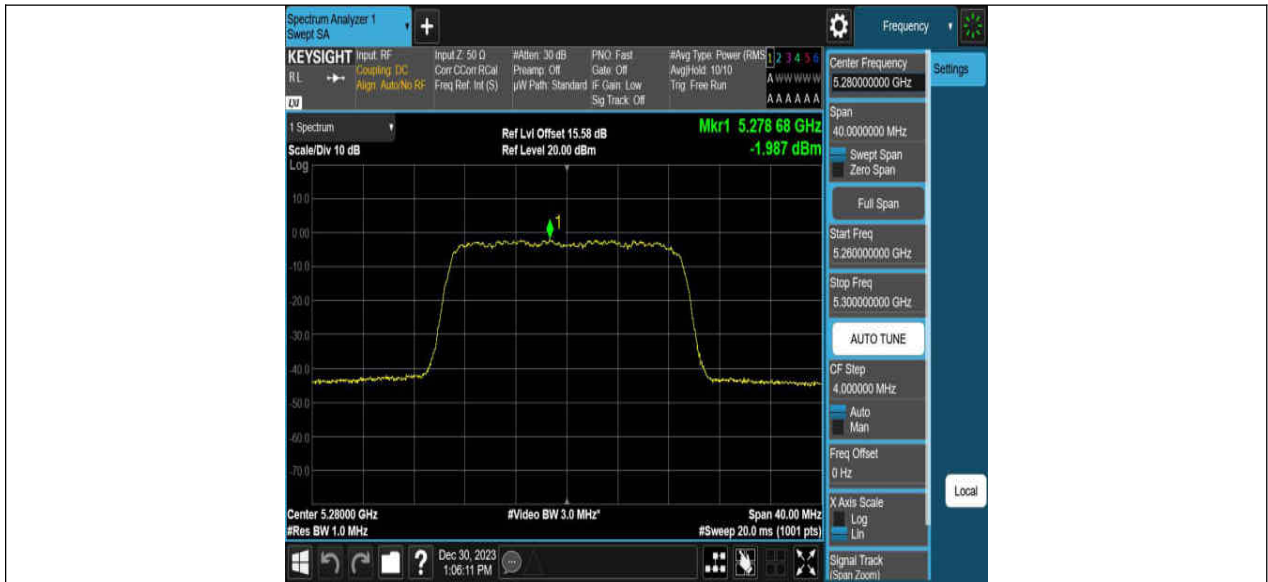 Spectrum Analyzer 1
Swept SA
+
Frequency
KEYSIGHT
RL
Input: RF
Coupling: DC
Align: Auto/No RF
Input Z: 50 Ω
Corr CCorr RCal
Freq Ref: Int (S)
#Atten: 30 dB
Preamp: Off
µW Path: Standard
PNO: Fast
Gate: Off
IF Gain: Low
Sig Track: Off
#Avg Type: Power (RMS
Avg|Hold: 10/10
Trig: Free Run
1 2 3 4 5 6
A W W W W W
A A A A A A
Center Frequency
5.280000000 GHz
Settings
Span
40.0000000 MHz
Swept Span
Zero Span
Full Span
Start Freq
5.260000000 GHz
Stop Freq
5.300000000 GHz
AUTO TUNE
CF Step
4.000000 MHz
Auto
Man
Freq Offset
0 Hz
X Axis Scale
Log
Lin
Signal Track
(Span Zoom)
Local
1 Spectrum
Scale/Div 10 dB
Log
Ref Lvl Offset 15.58 dB
Ref Level 20.00 dBm
Mkr1 5.278 68 GHz
-1.987 dBm
10.0
0.00
-10.0
-20.0
-30.0
-40.0
-50.0
-60.0
-70.0
1
Center 5.28000 GHz
#Res BW 1.0 MHz
#Video BW 3.0 MHz*
Span 40.00 MHz
#Sweep 20.0 ms (1001 pts)
?
Dec 30, 2023
1:06:11 PM